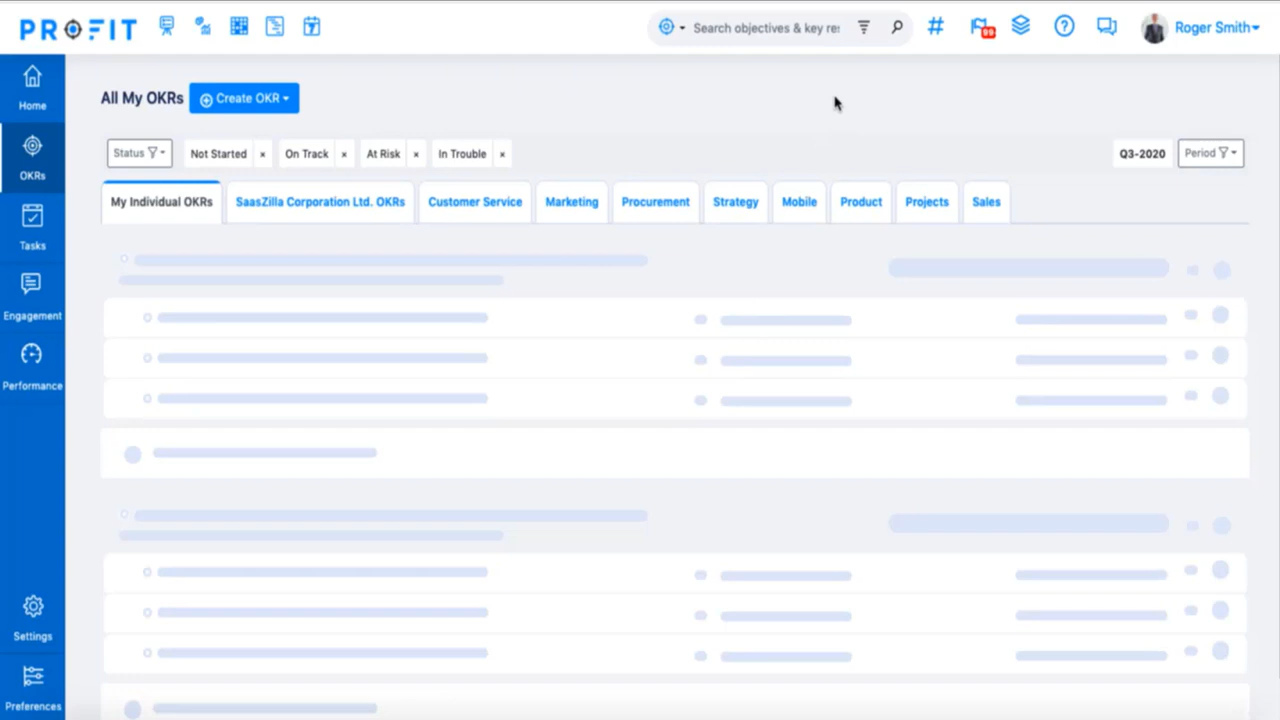 PROFIT
Search objectives & key res
Roger Smith
Home
OKRs
Tasks
Engagement
Performance
Settings
Preferences
All My OKRs
Create OKR
Status
Not Started ×
On Track ×
At Risk ×
In Trouble ×
Q3-2020
Period
My Individual OKRs
SaasZilla Corporation Ltd. OKRs
Customer Service
Marketing
Procurement
Strategy
Mobile
Product
Projects
Sales